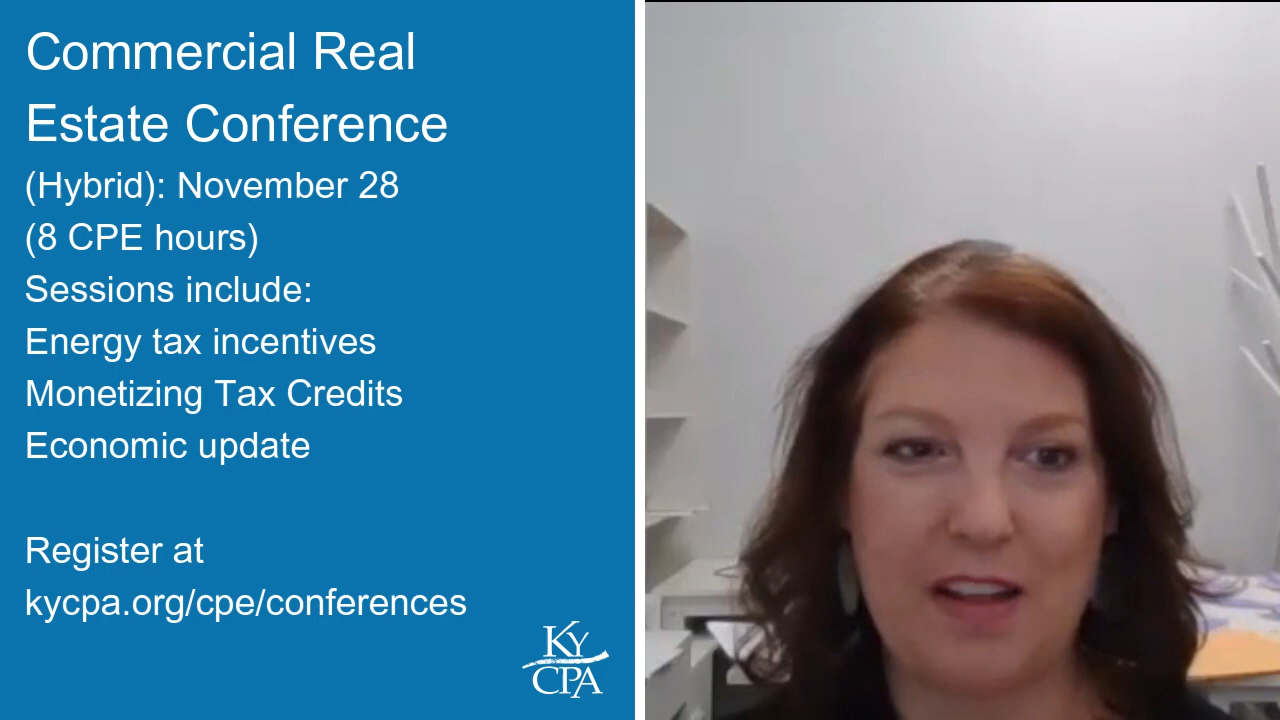 Commercial Real
Estate Conference
(Hybrid): November 28
(8 CPE hours)
Sessions include:
Energy tax incentives
Monetizing Tax Credits
Economic update
Register at
kycpa.org/cpe/conferences
KY
CPA